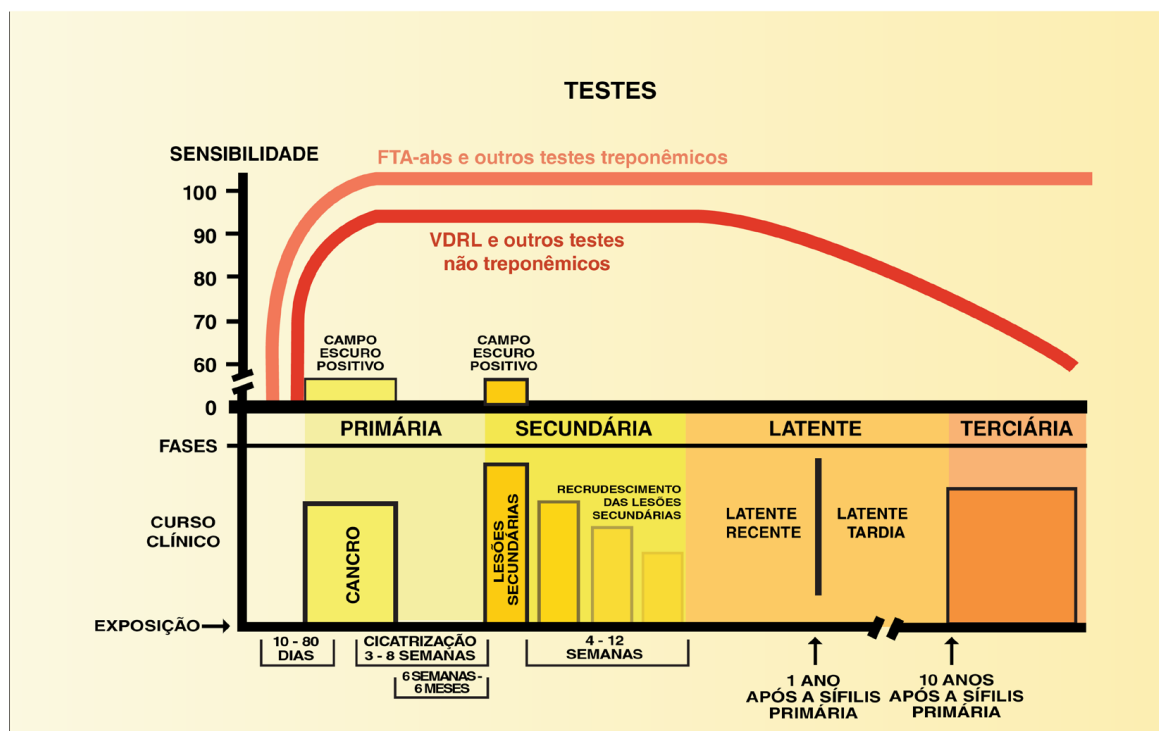 TESTES
SENSIBILIDADE
FTA-abs e outros testes treponêmicos
100
90
80
70
60
0
VDRL e outros testes
não treponêmicos
CAMPO
ESCURO
POSITIVO
CAMPO
ESCURO
POSITIVO
FASES
PRIMÁRIA
SECUNDÁRIA
LATENTE
TERCIÁRIA
CURSO
CLÍNICO
CANCRO
LESÕES
SECUNDÁRIAS
RECRUDESCIMENTO
DAS LESÕES
SECUNDÁRIAS
LATENTE
RECENTE
LATENTE
TARDIA
EXPOSIÇÃO
10 - 80
DIAS
CICATRIZAÇÃO
3 - 8 SEMANAS
6 SEMANAS-
6 MESES
4 - 12
SEMANAS
1 ANO
APÓS A SÍFILIS
PRIMÁRIA
10 ANOS
APÓS A SÍFILIS
PRIMÁRIA